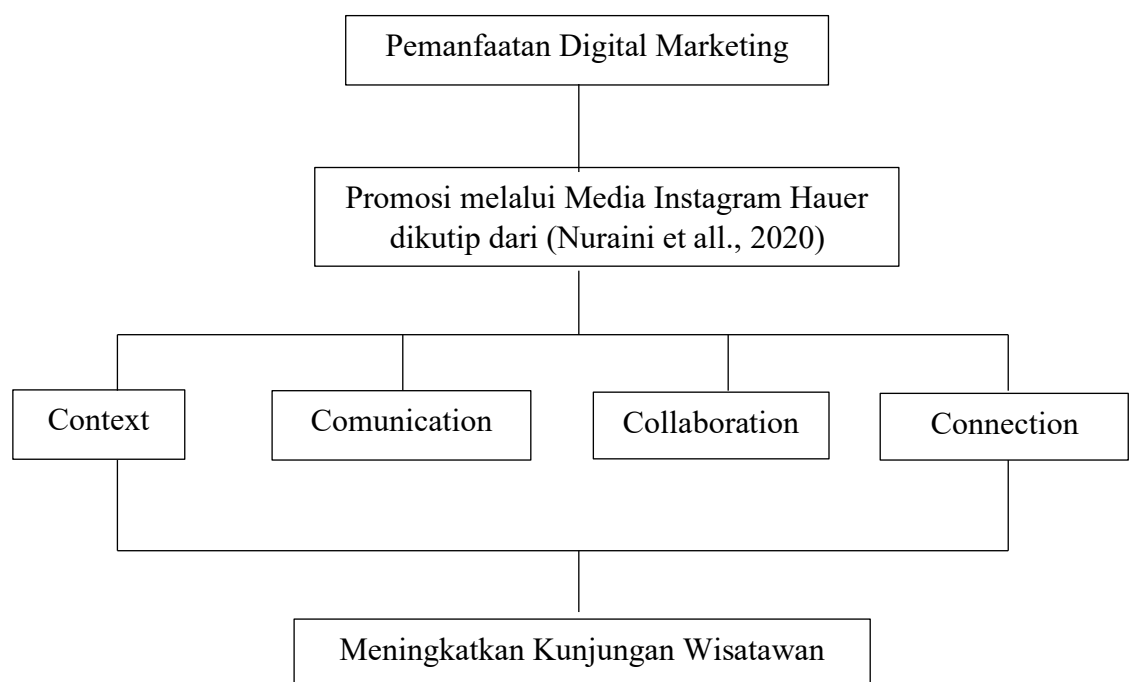 Pemanfaatan Digital Marketing
Promosi melalui Media Instagram Hauer
dikutip dari (Nuraini et all., 2020)
Context
Comunication
Collaboration
Connection
Meningkatkan Kunjungan Wisatawan